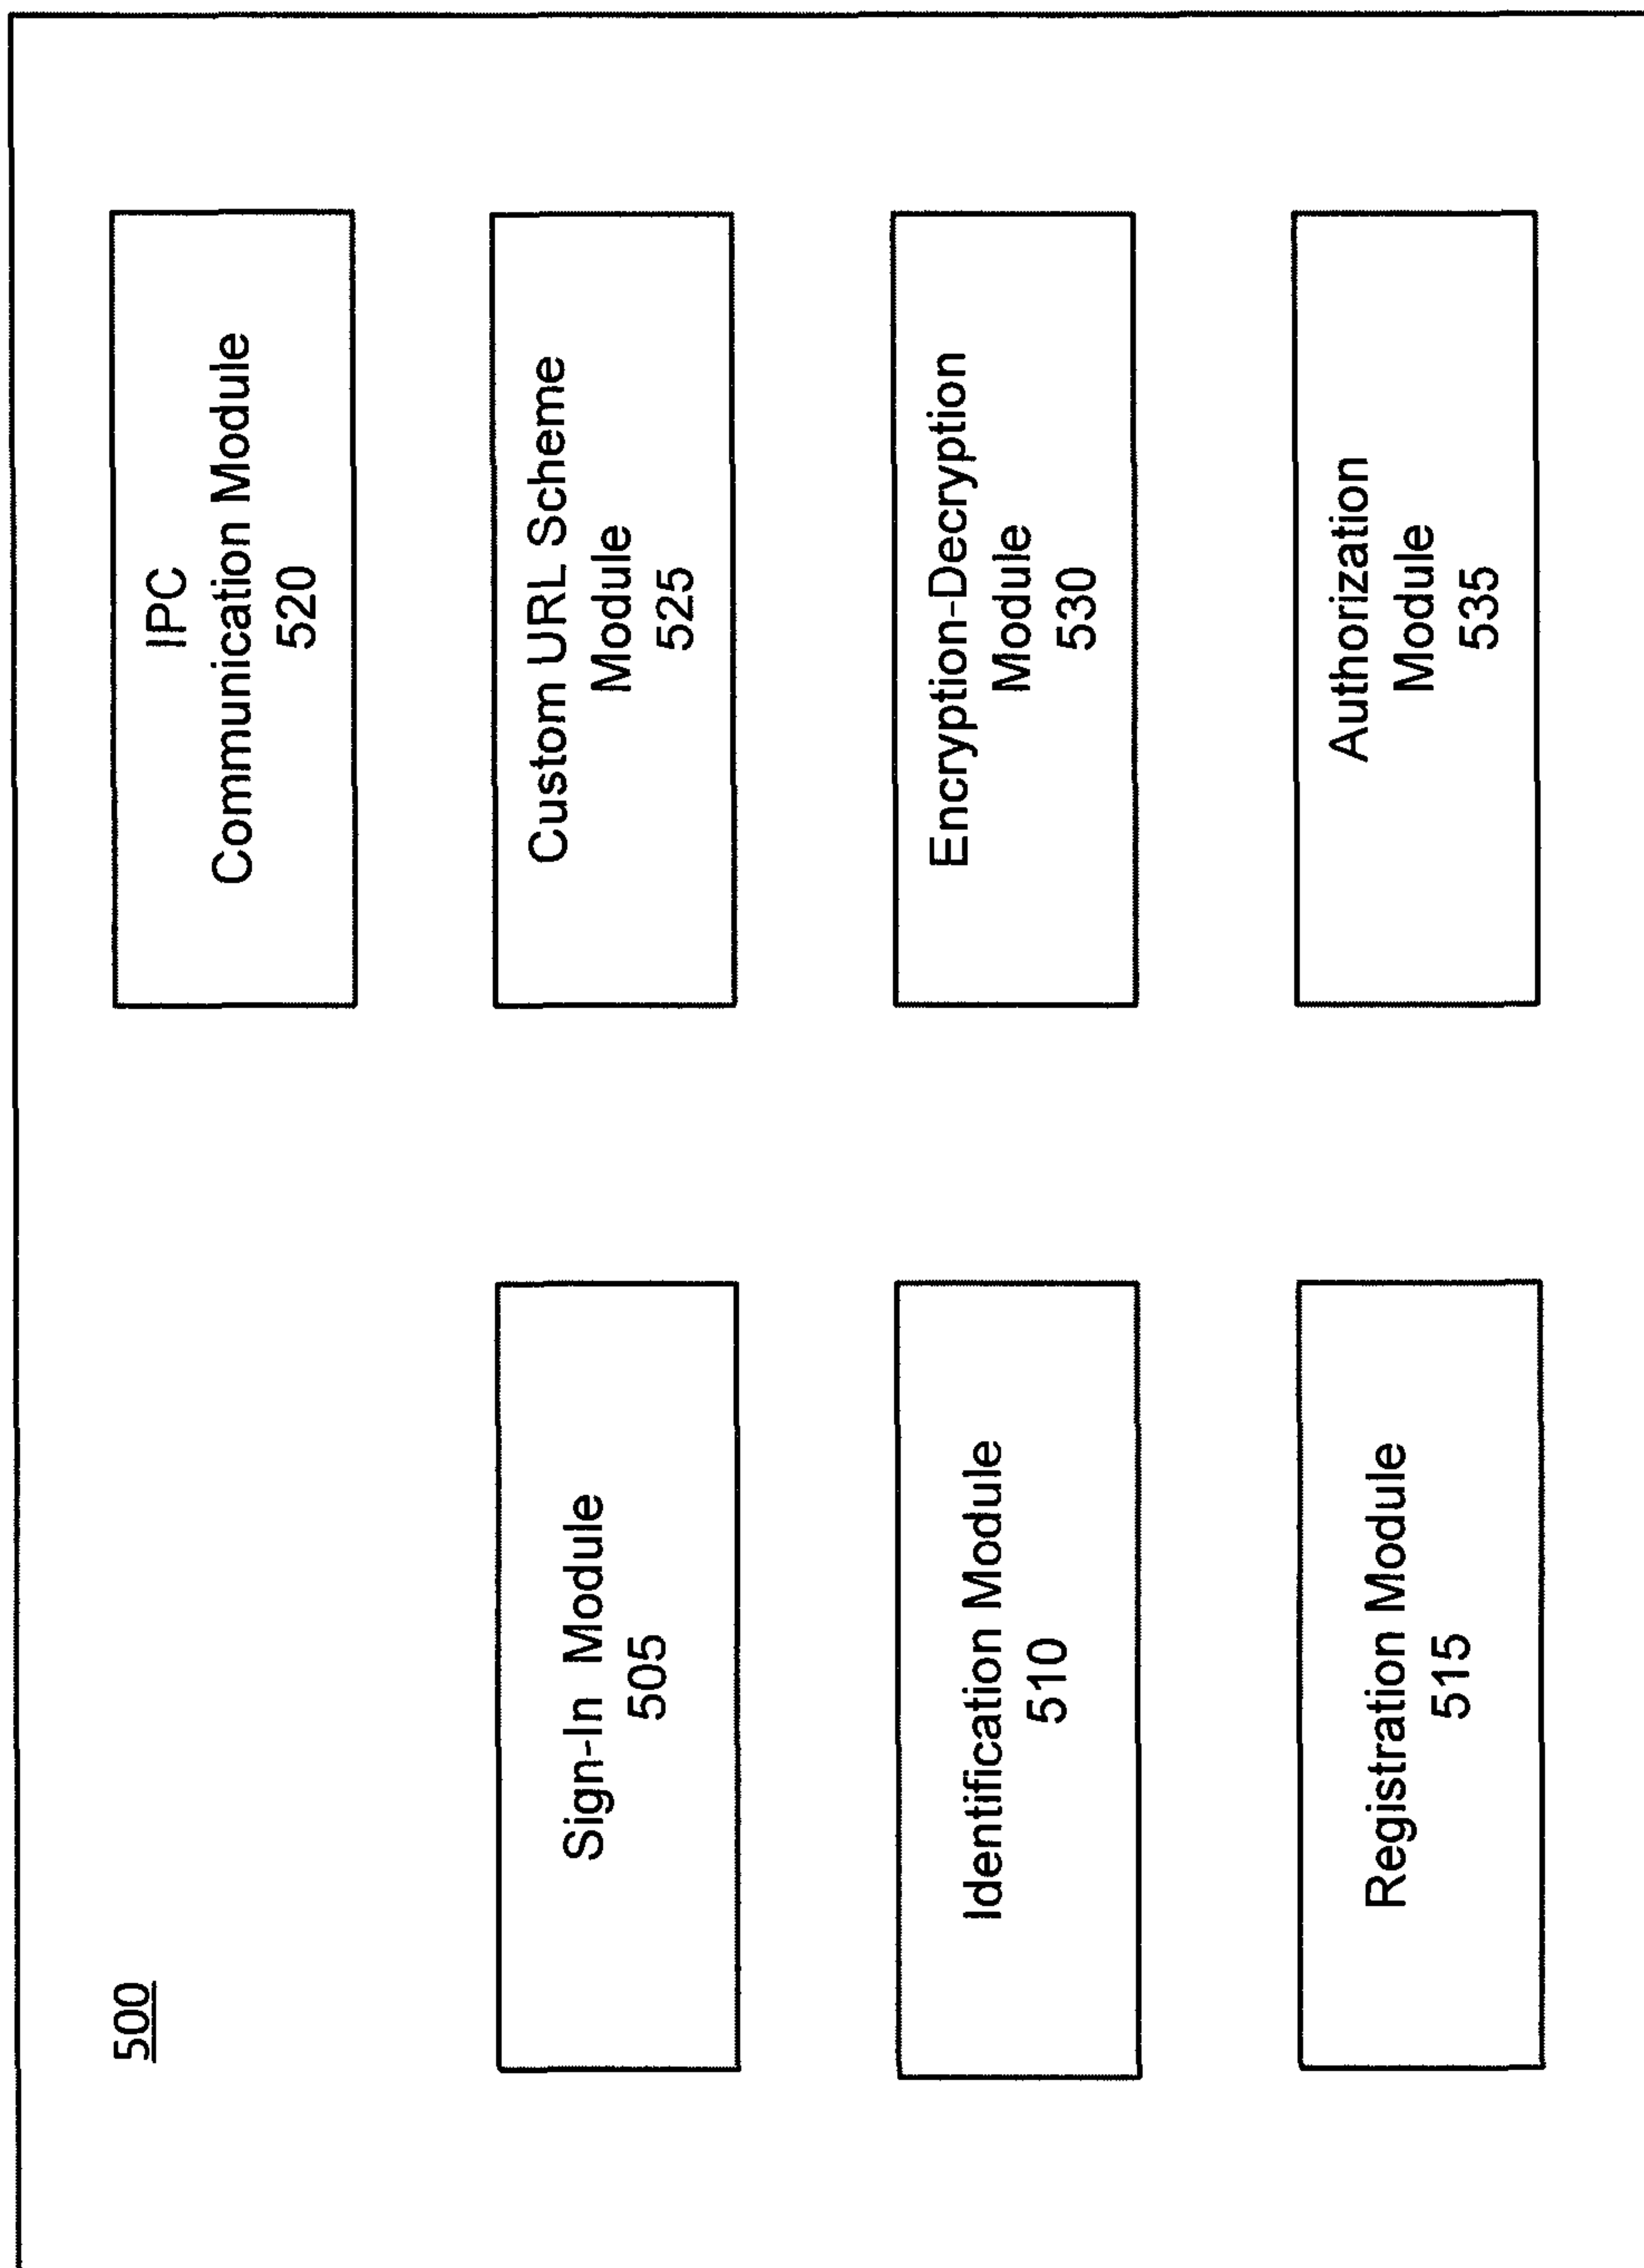 500
Sign-In Module
505
Identification Module
510
Registration Module
515
IPC
Communication Module
520
Custom URL Scheme
Module
525
Encryption-Decryption
Module
530
Authorization
Module
535